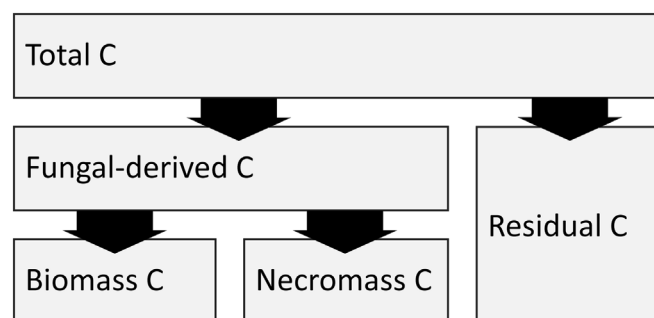 Total C
Fungal-derived C
Residual C
Biomass C
Necromass C